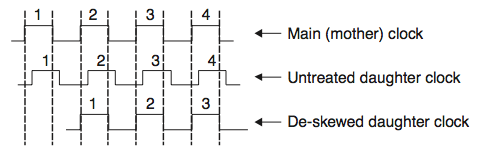 1 2 3 4
Main (mother) clock
1 2 3 4
Untreated daughter clock
1 2 3
De-skewed daughter clock